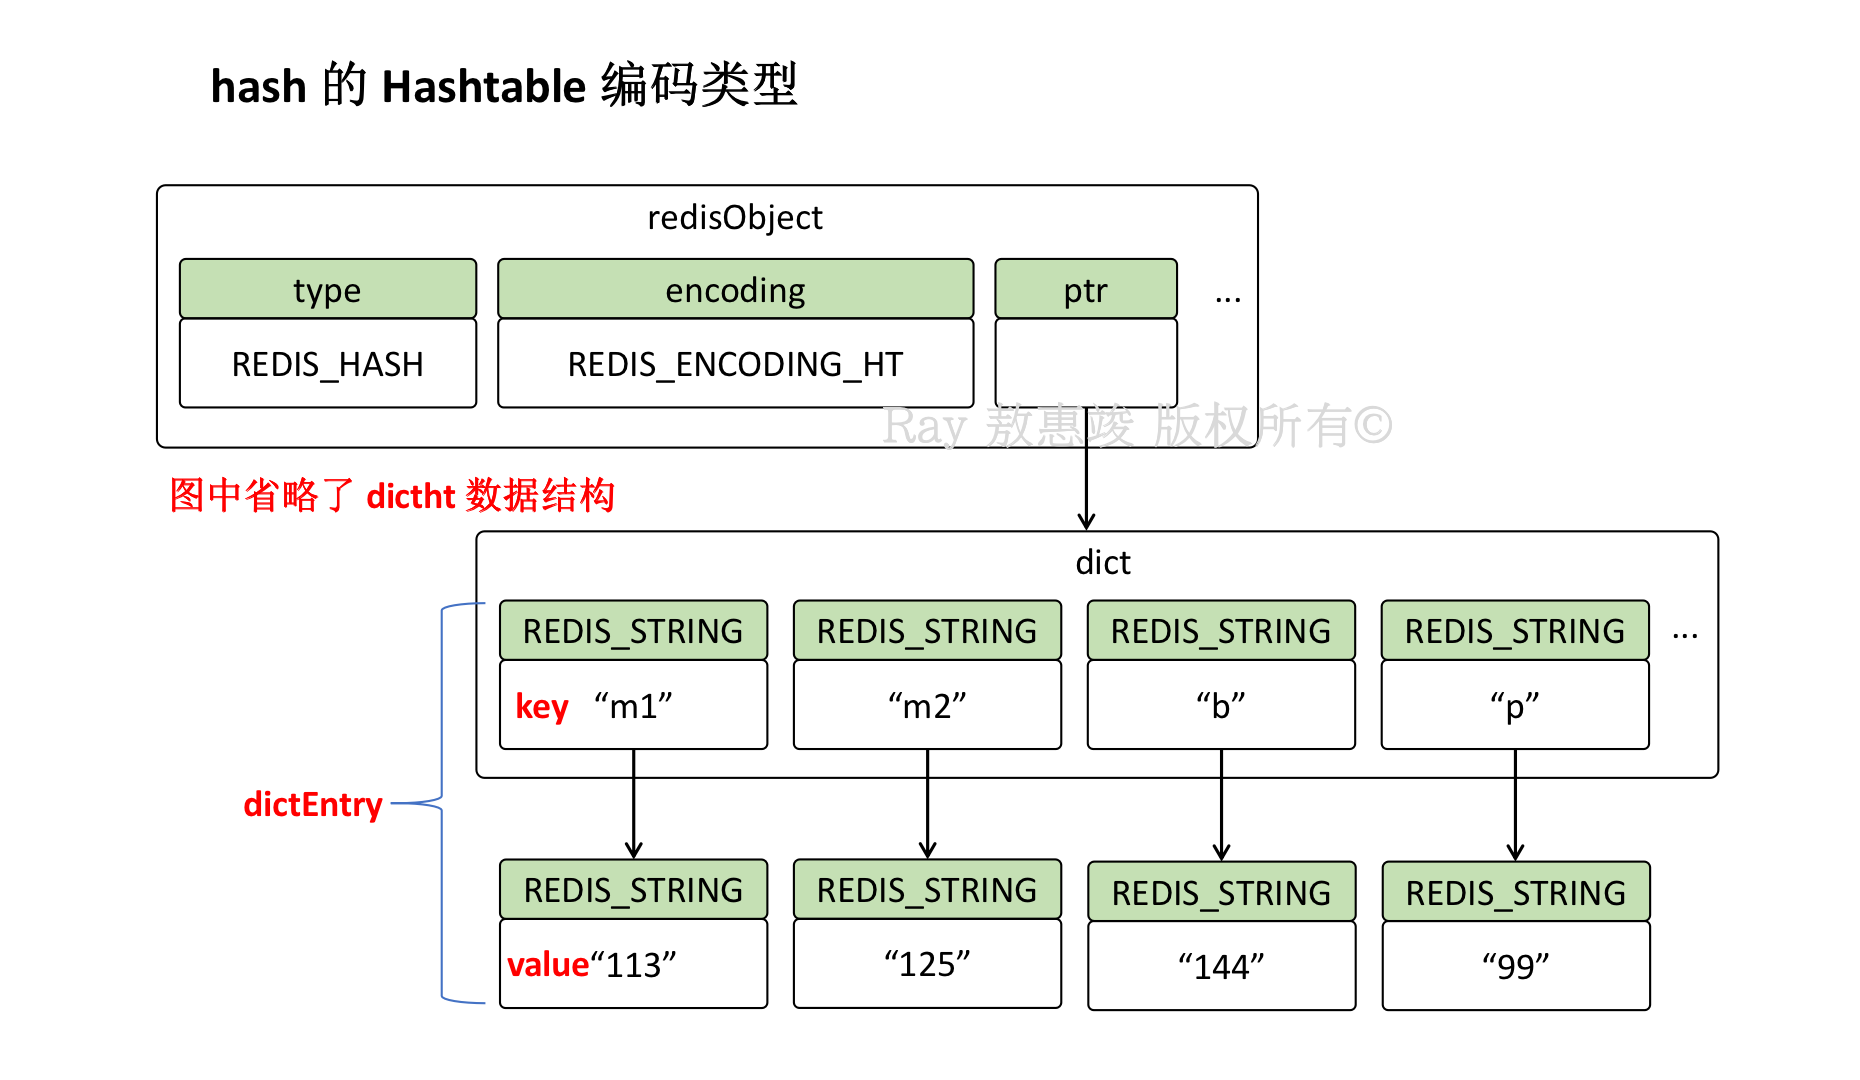 hash 的 Hashtable 编码类型
redisObject
type
encoding
ptr
...
REDIS_HASH
REDIS_ENCODING_HT
Ray 敖惠竣 版权所有©
图中省略了 dictht 数据结构
dict
REDIS_STRING
REDIS_STRING
REDIS_STRING
REDIS_STRING
...
key “m1”
“m2”
“b”
“p”
dictEntry
REDIS_STRING
REDIS_STRING
REDIS_STRING
REDIS_STRING
value“113”
“125”
“144”
“99”